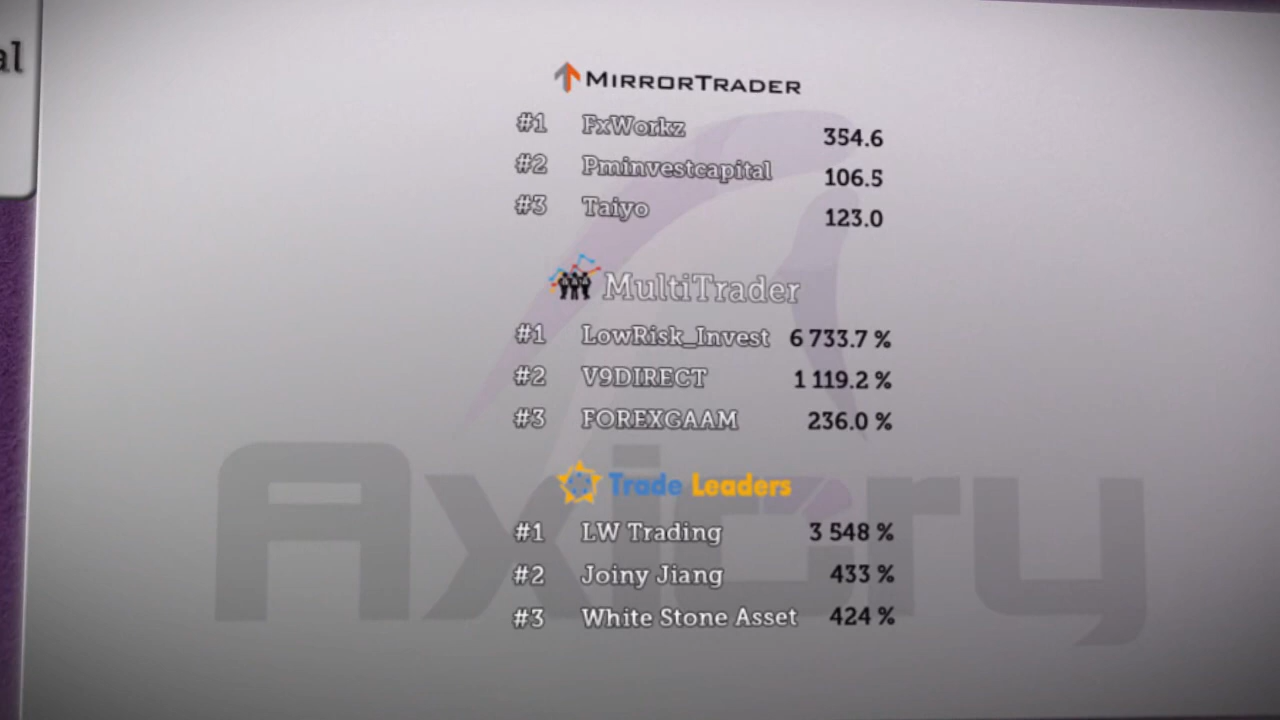 al
MIRRORTRADER
#1 FxWorkz 354.6
#2 Pminvestcapital 106.5
#3 Taiyo 123.0
MultiTrader
#1 LowRisk_Invest 6 733.7 %
#2 V9DIRECT 1 119.2 %
#3 FOREXGAAM 236.0 %
Trade Leaders
#1 LW Trading 3 548 %
#2 Joiny Jiang 433 %
#3 White Stone Asset 424 %
Axiory